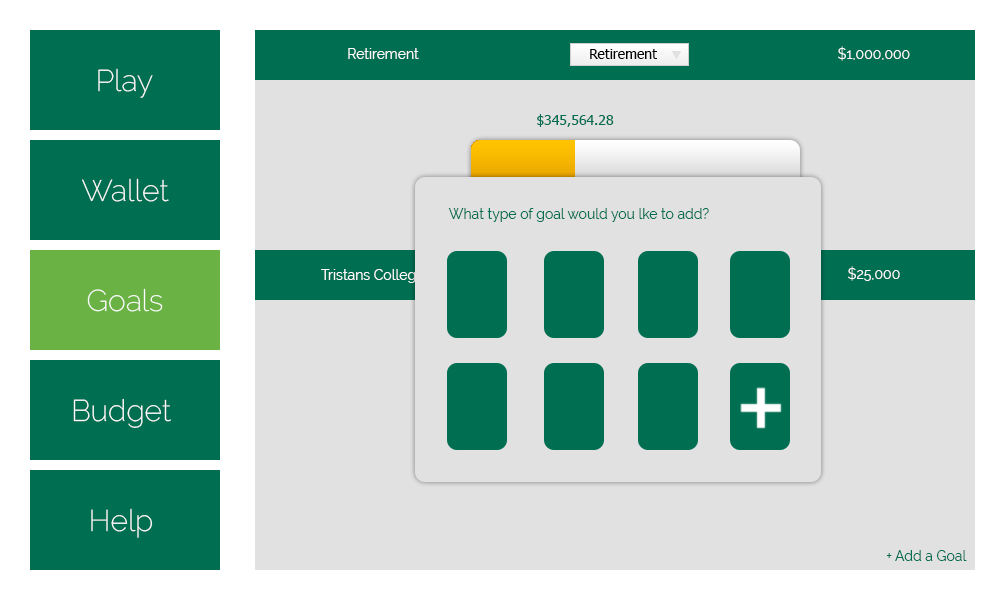 Play
Wallet
Goals
Budget
Help
Retirement
Retirement
$1,000,000
$345,564.28
What type of goal would you lke to add?
Tristans Colleg
$25,000
+
+ Add a Goal